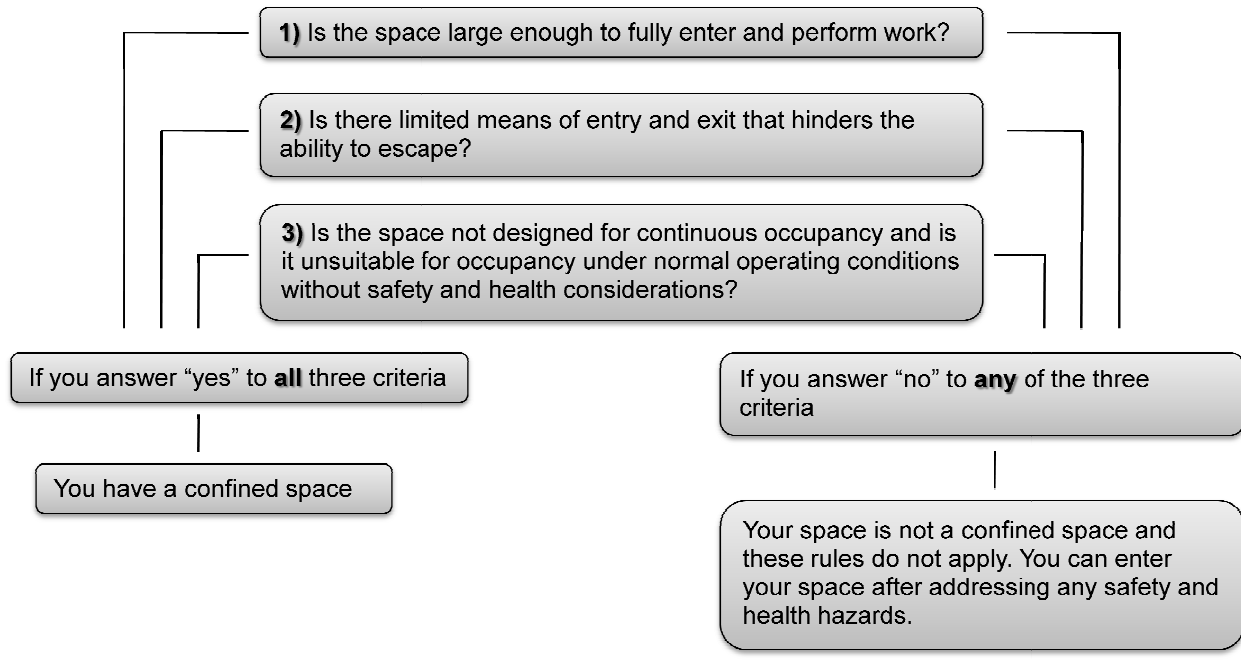 1) Is the space large enough to fully enter and perform work?
2) Is there limited means of entry and exit that hinders the
ability to escape?
3) Is the space not designed for continuous occupancy and is
it unsuitable for occupancy under normal operating conditions
without safety and health considerations?
If you answer “yes” to all three criteria
You have a confined space
If you answer “no” to any of the three
criteria
Your space is not a confined space and
these rules do not apply. You can enter
your space after addressing any safety and
health hazards.